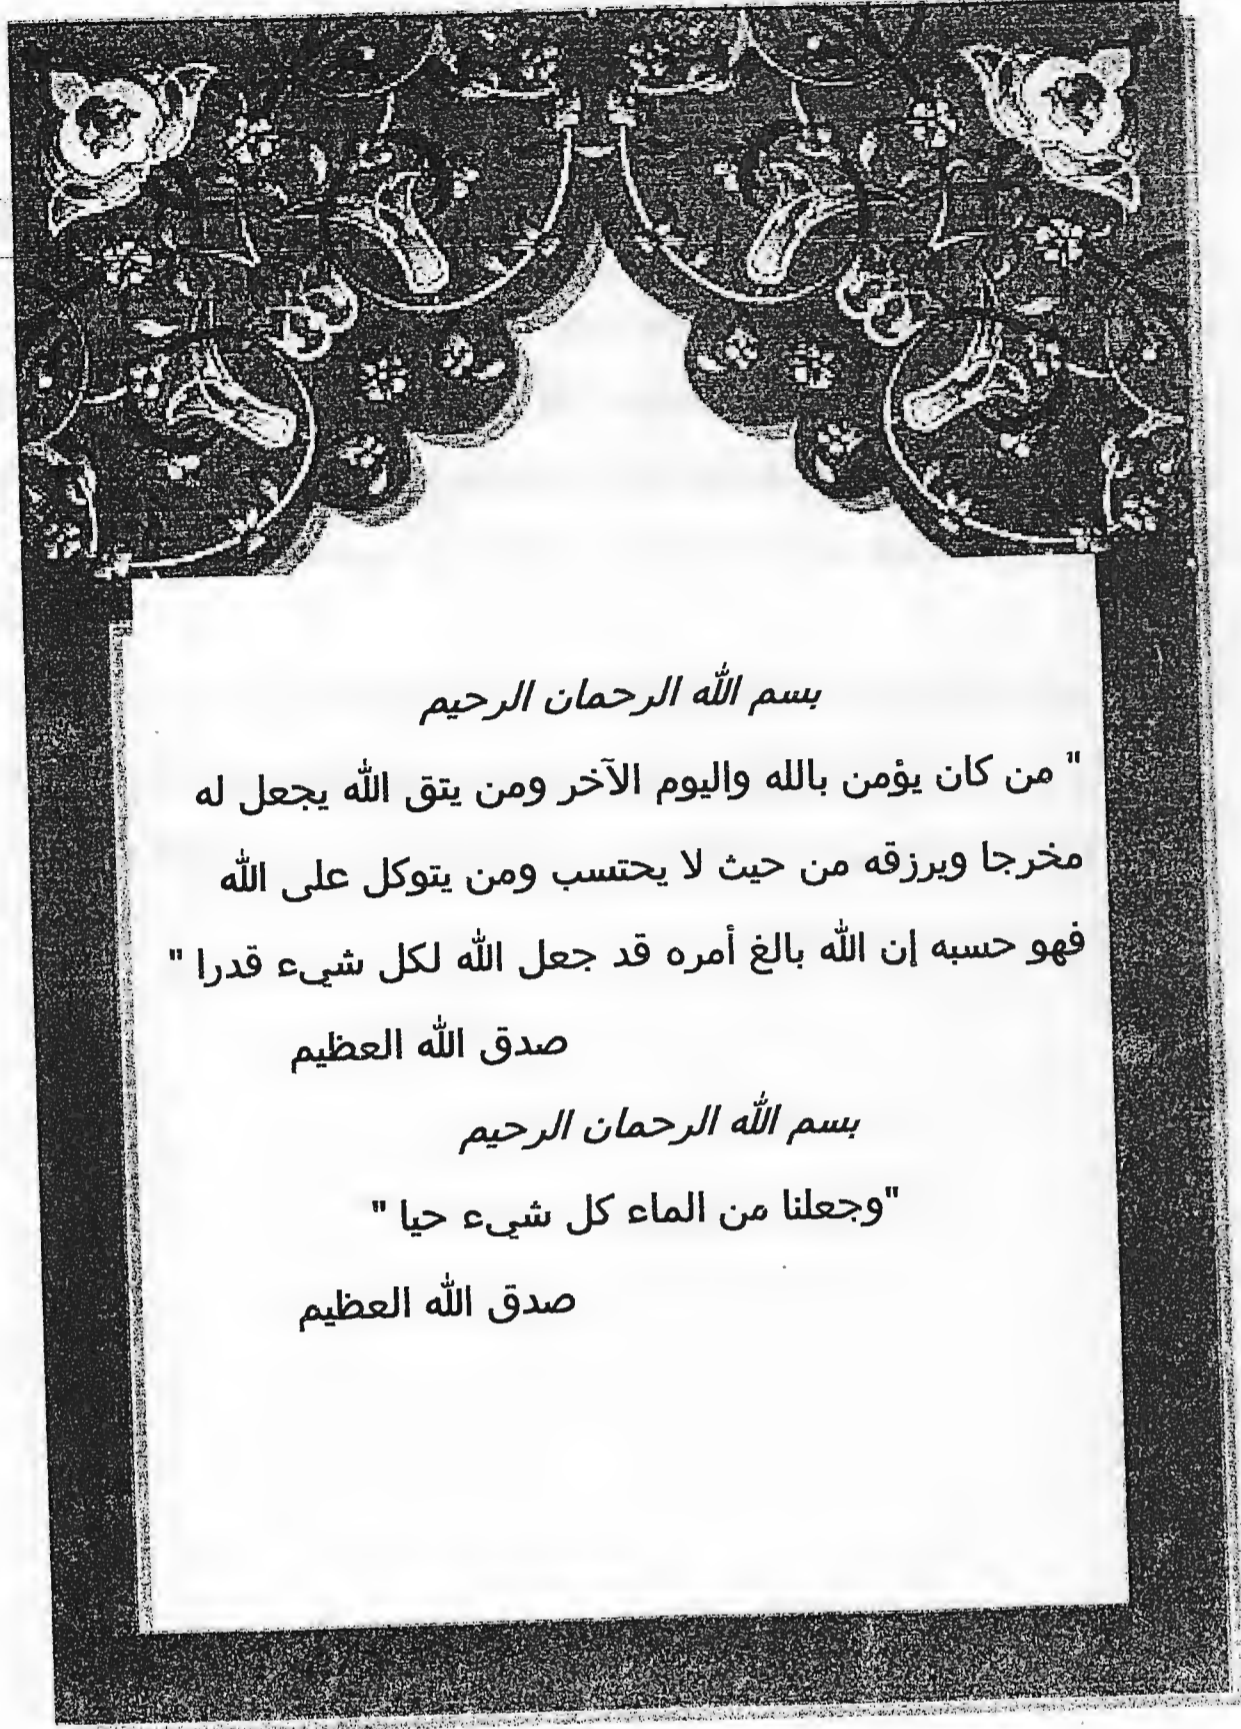 بسم الله الرحمان الرحيم
" من كان يؤمن بالله واليوم الآخر ومن يتق الله يجعل له
مخرجا ويرزقه من حيث لا يحتسب ومن يتوكل على الله
فهو حسبه إن الله بالغ أمره قد جعل الله لكل شيء قدرا "
صدق الله العظيم
بسم الله الرحمان الرحيم
"وجعلنا من الماء كل شيء حيا "
صدق الله العظيم